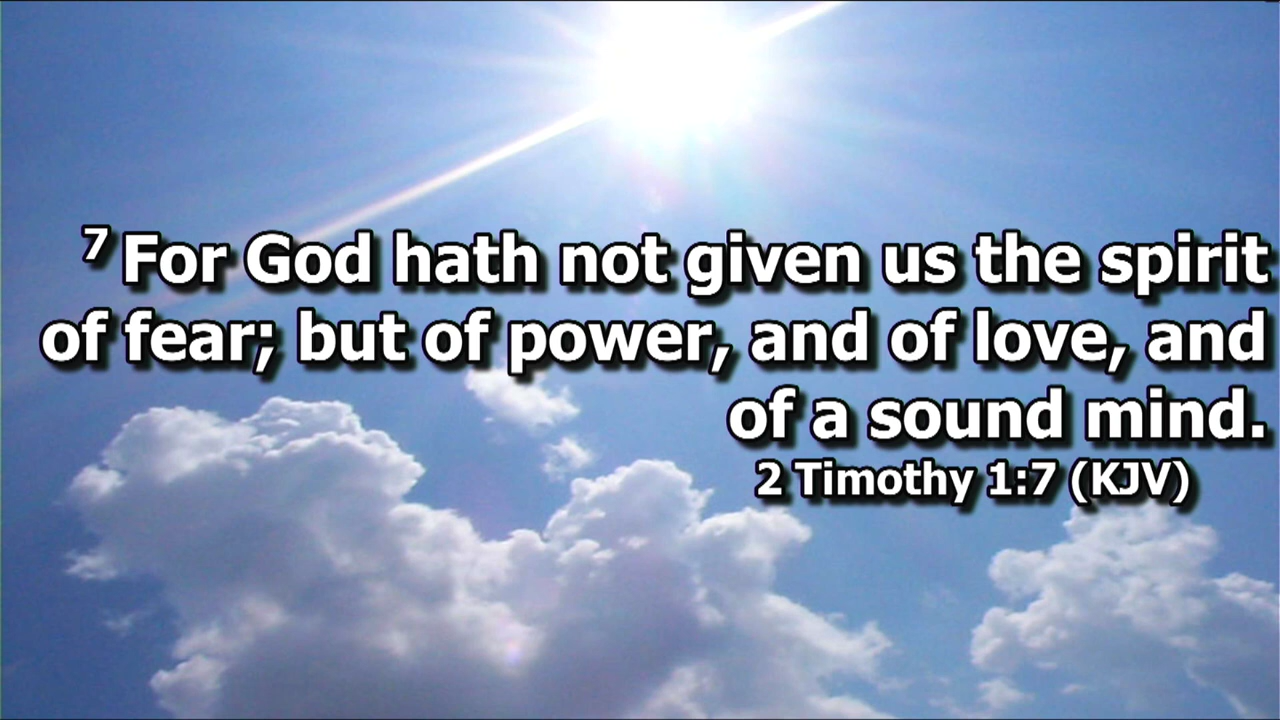 7 For God hath not given us the spirit
of fear; but of power, and of love, and
of a sound mind.
2 Timothy 1:7 (KJV)